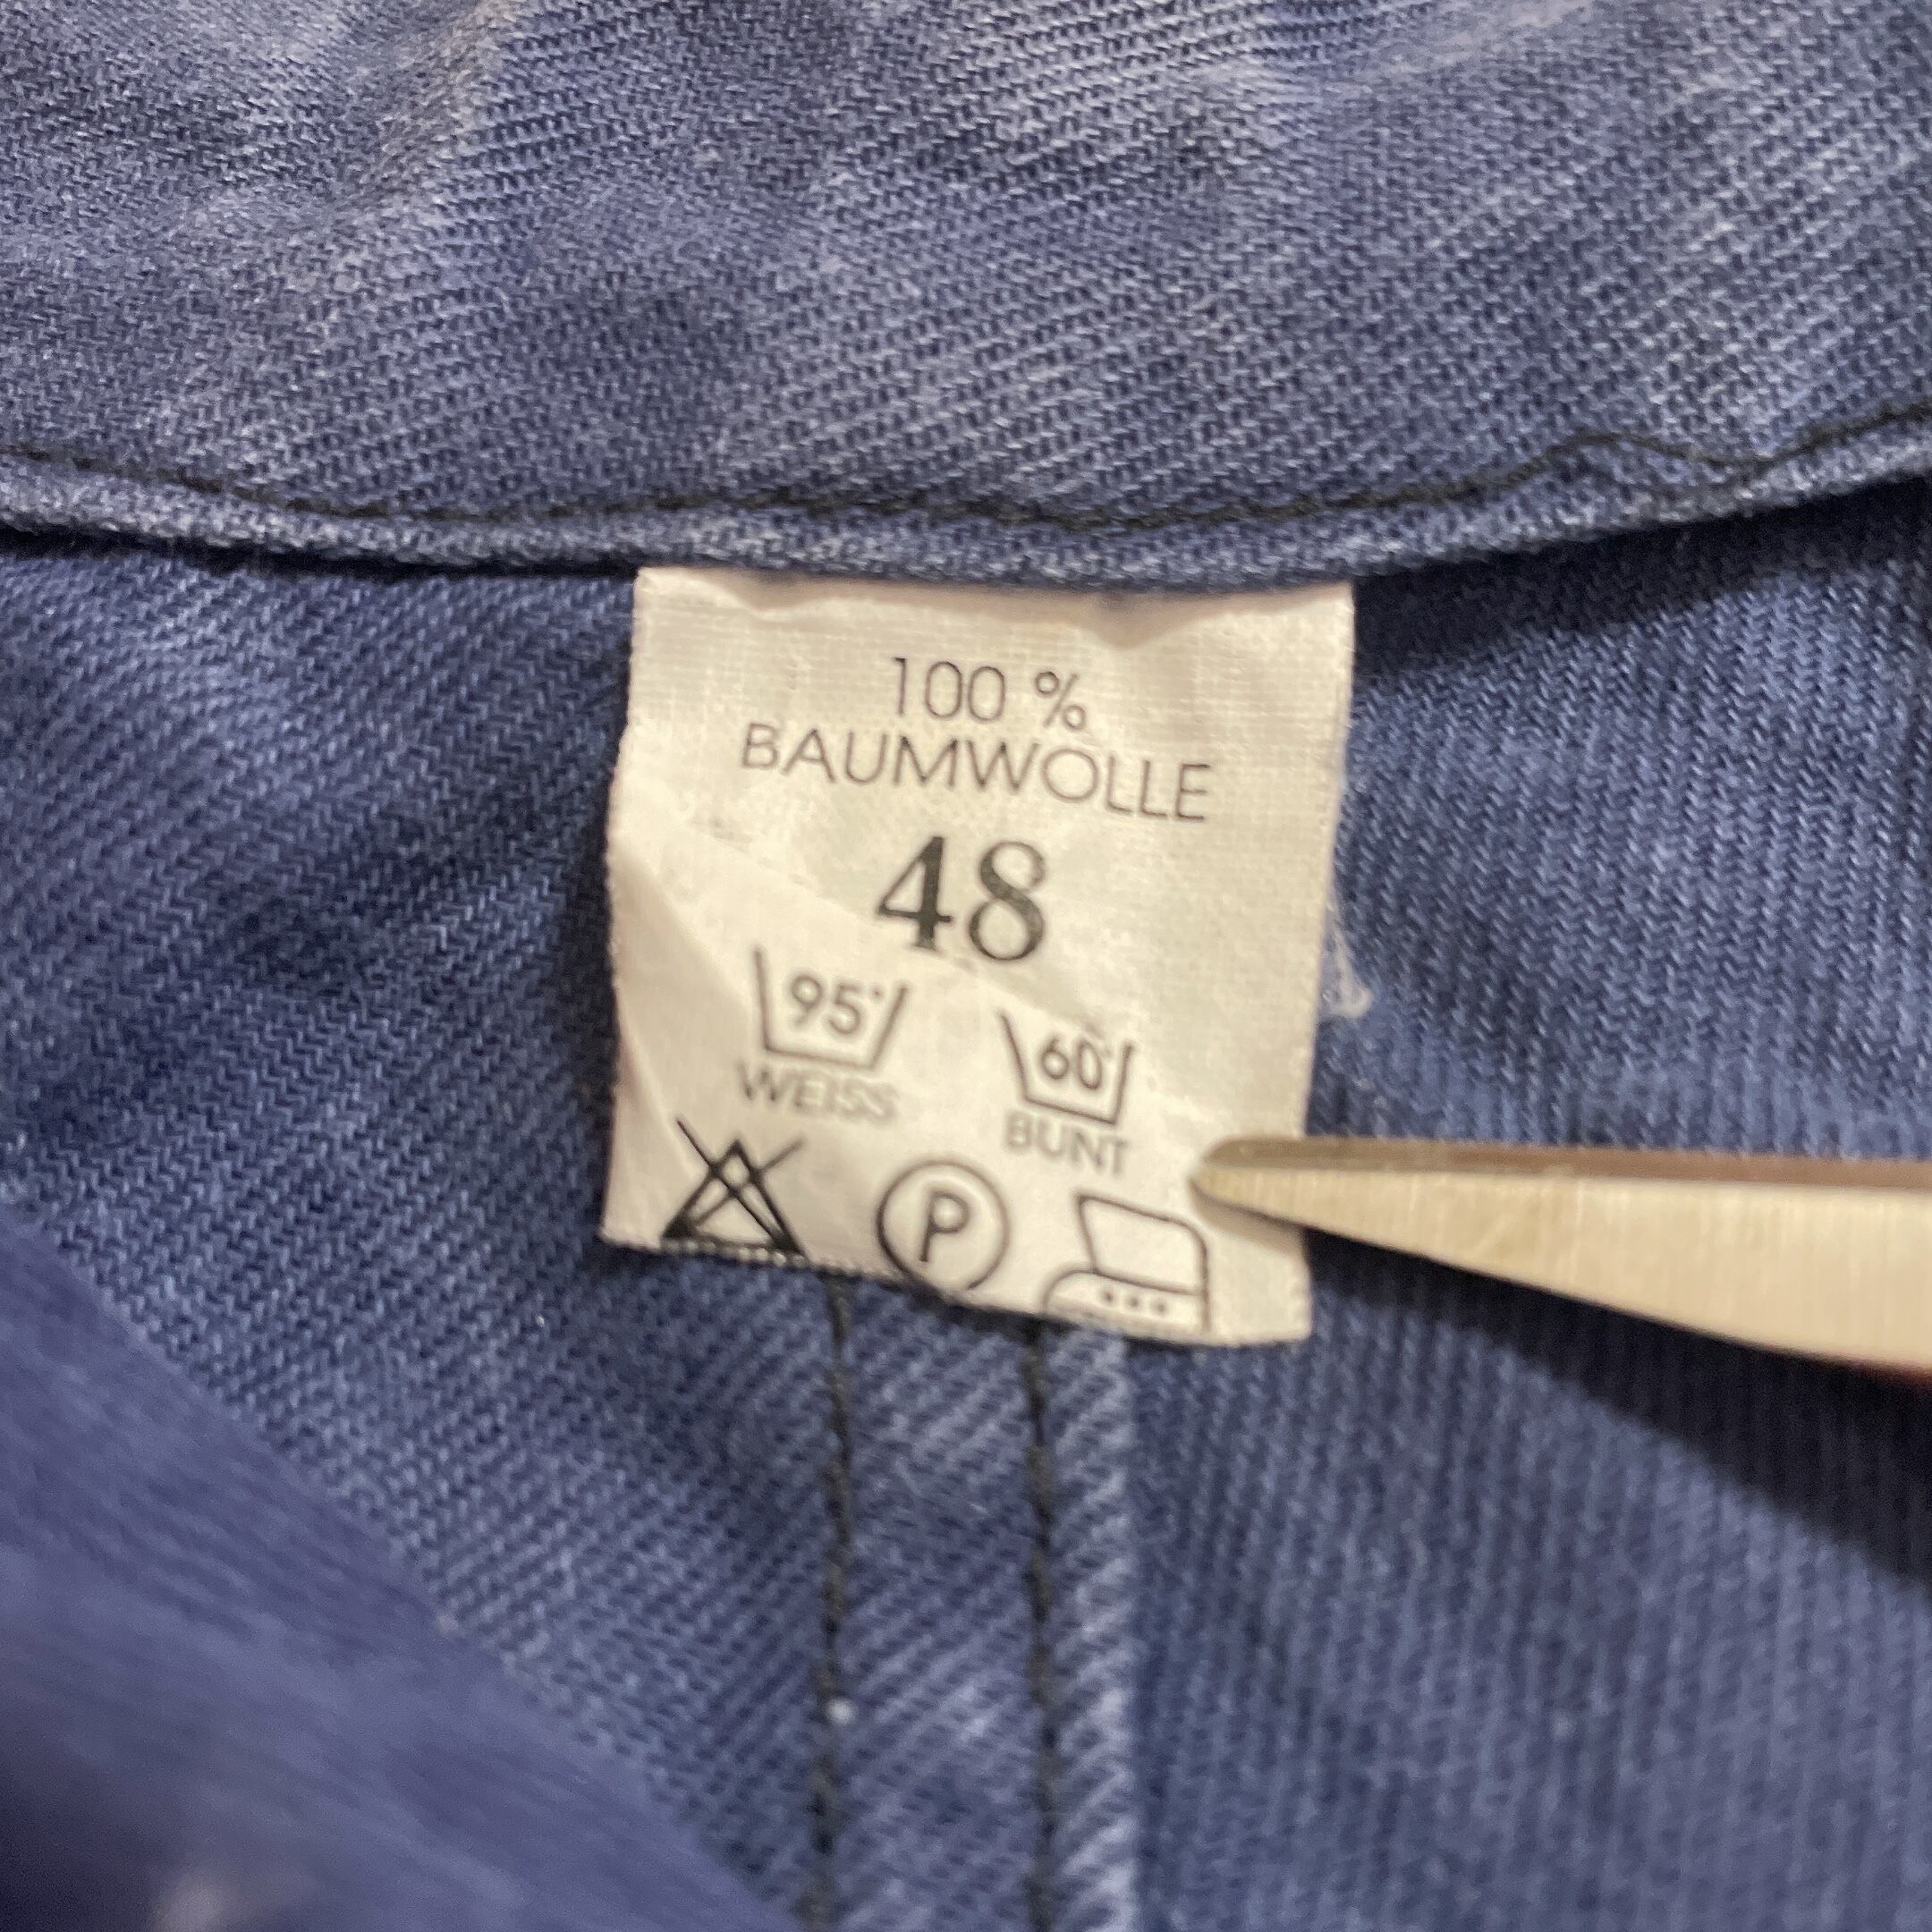 100 %
BAUMWOLLE
48
95° 60°
WEISS BUNT
P